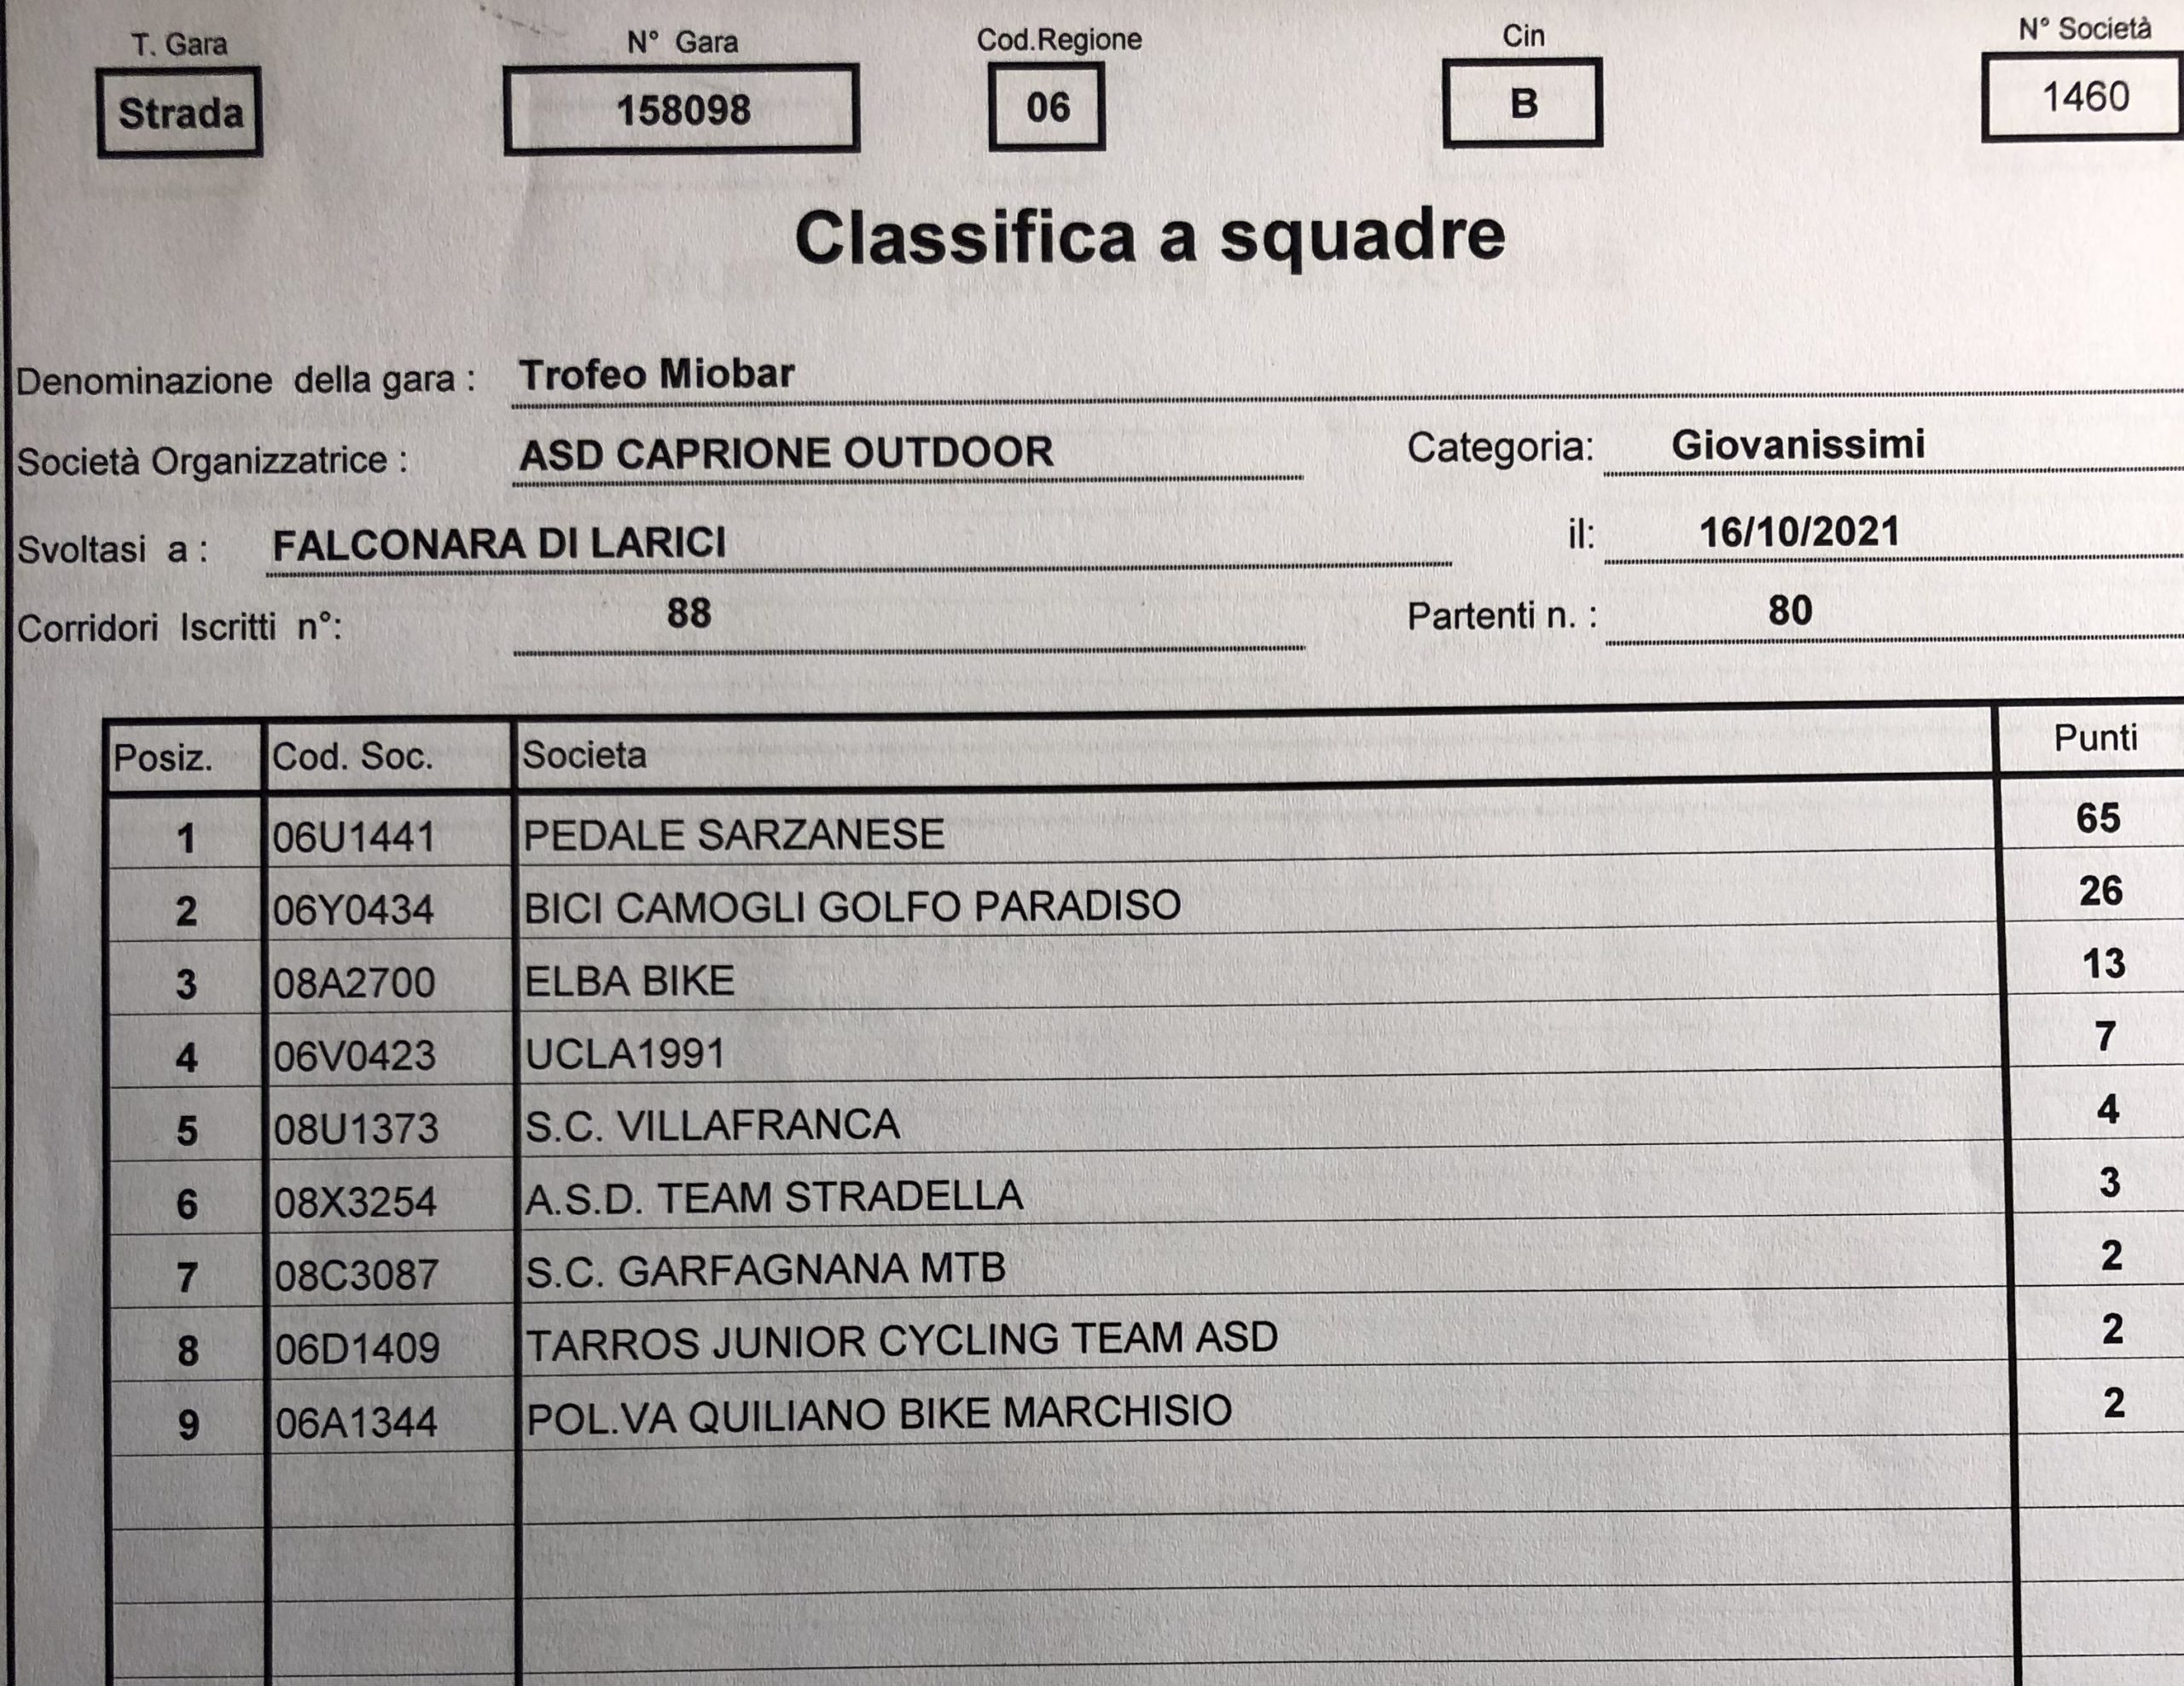 T. Gara N° Gara Cod.Regione Cin N° Società
Strada 158098 06 B 1460
Classifica a squadre
Denominazione della gara : Trofeo Miobar
Società Organizzatrice : ASD CAPRIONE OUTDOOR Categoria: Giovanissimi
Svoltasi a : FALCONARA DI LARICI il: 16/10/2021
Corridori Iscritti n°: 88 Partenti n. : 80
Posiz. Cod. Soc. Societa Punti
1 06U1441 PEDALE SARZANESE 65
2 06Y0434 BICI CAMOGLI GOLFO PARADISO 26
3 08A2700 ELBA BIKE 13
4 06V0423 UCLA1991 7
5 08U1373 S.C. VILLAFRANCA 4
6 08X3254 A.S.D. TEAM STRADELLA 3
7 08C3087 S.C. GARFAGNANA MTB 2
8 06D1409 TARROS JUNIOR CYCLING TEAM ASD 2
9 06A1344 POL.VA QUILIANO BIKE MARCHISIO 2